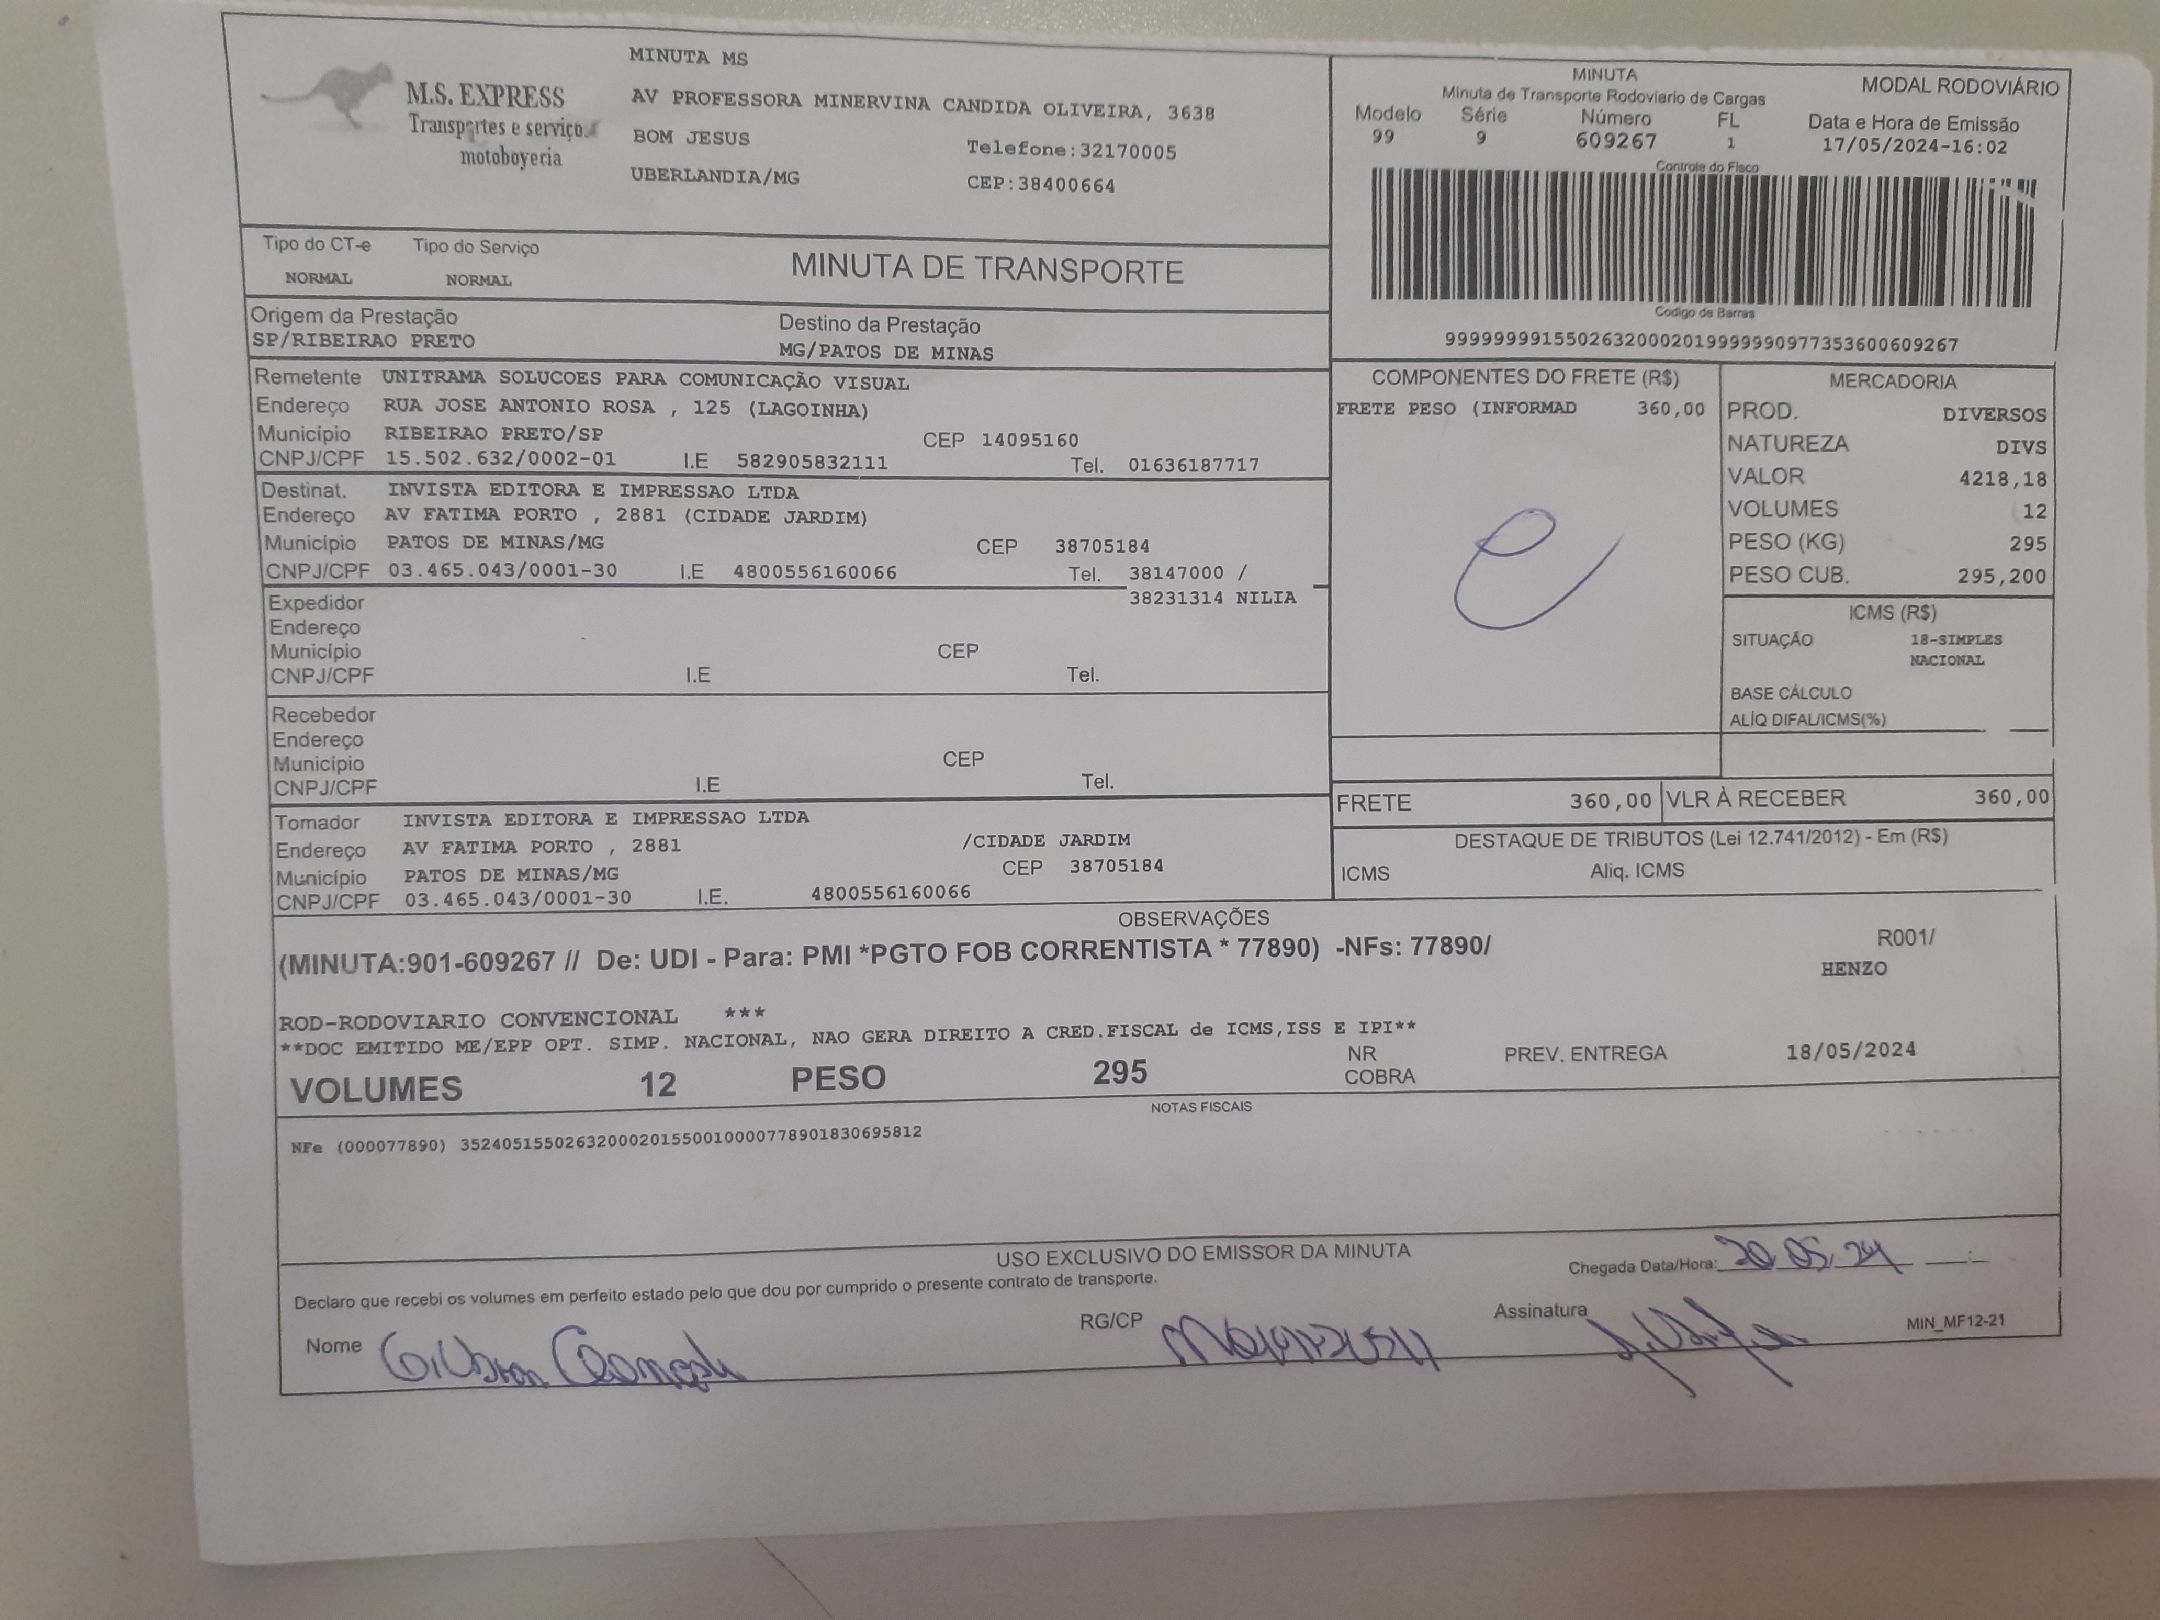 M.S. EXPRESS
Transportes e serviço
motoboyeria
MINUTA MS
AV PROFESSORA MINERVINA CANDIDA OLIVEIRA, 3638
BOM JESUS Telefone:32170005
UBERLANDIA/MG CEP:38400664
MINUTA MODAL RODOVIÁRIO
Minuta de Transporte Rodoviario de Cargas
Modelo Série Número FL Data e Hora de Emissão
99 9 609267 1 17/05/2024-16:02
Controle do Fisco
Codigo de Barras
99999999155026320002019999990977353600609267
Tipo do CT-e Tipo do Serviço
NORMAL NORMAL
MINUTA DE TRANSPORTE
Origem da Prestação Destino da Prestação
SP/RIBEIRAO PRETO MG/PATOS DE MINAS
Remetente UNITRAMA SOLUCOES PARA COMUNICAÇÃO VISUAL
Endereço RUA JOSE ANTONIO ROSA , 125 (LAGOINHA)
Município RIBEIRAO PRETO/SP CEP 14095160
CNPJ/CPF 15.502.632/0002-01 I.E 582905832111 Tel. 01636187717
Destinat. INVISTA EDITORA E IMPRESSAO LTDA
Endereço AV FATIMA PORTO , 2881 (CIDADE JARDIM)
Município PATOS DE MINAS/MG CEP 38705184
CNPJ/CPF 03.465.043/0001-30 I.E 4800556160066 Tel. 38147000 /
38231314 NILIA
Expedidor
Endereço
Município CEP
CNPJ/CPF I.E Tel.
Recebedor
Endereço
Município CEP
CNPJ/CPF I.E Tel.
Tomador INVISTA EDITORA E IMPRESSAO LTDA
Endereço AV FATIMA PORTO , 2881 /CIDADE JARDIM
Município PATOS DE MINAS/MG CEP 38705184
CNPJ/CPF 03.465.043/0001-30 I.E. 4800556160066
COMPONENTES DO FRETE (R$)
FRETE PESO (INFORMAD 360,00
MERCADORIA
PROD. DIVERSOS
NATUREZA DIVS
VALOR 4218,18
VOLUMES 12
PESO (KG) 295
PESO CUB. 295,200
ICMS (R$)
SITUAÇÃO 18-SIMPLES
NACIONAL
BASE CÁLCULO
ALÍQ DIFAL/ICMS(%)
FRETE 360,00 VLR À RECEBER 360,00
DESTAQUE DE TRIBUTOS (Lei 12.741/2012) - Em (R$)
ICMS Aliq. ICMS
OBSERVAÇÕES
(MINUTA:901-609267 // De: UDI - Para: PMI *PGTO FOB CORRENTISTA * 77890) -NFs: 77890/
R001/
HENZO
ROD-RODOVIARIO CONVENCIONAL ***
**DOC EMITIDO ME/EPP OPT. SIMP. NACIONAL, NAO GERA DIREITO A CRED.FISCAL de ICMS,ISS E IPI**
VOLUMES 12 PESO 295 NR COBRA PREV. ENTREGA 18/05/2024
NOTAS FISCAIS
NFe (000077890) 35240515502632000201550010000778901830695812
USO EXCLUSIVO DO EMISSOR DA MINUTA
Chegada Data/Hora: 20 05 24 :
Declaro que recebi os volumes em perfeito estado pelo que dou por cumprido o presente contrato de transporte.
Nome RG/CP Assinatura MIN_MF12-21